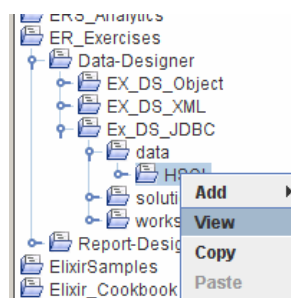 ERS_Analytics
ER_Exercises
Data-Designer
EX_DS_Object
EX_DS_XML
Ex_DS_JDBC
data
HSQL
soluti
works
Report-Desig
ElixirSamples
Elixir_Cookbook
Add
View
Copy
Paste